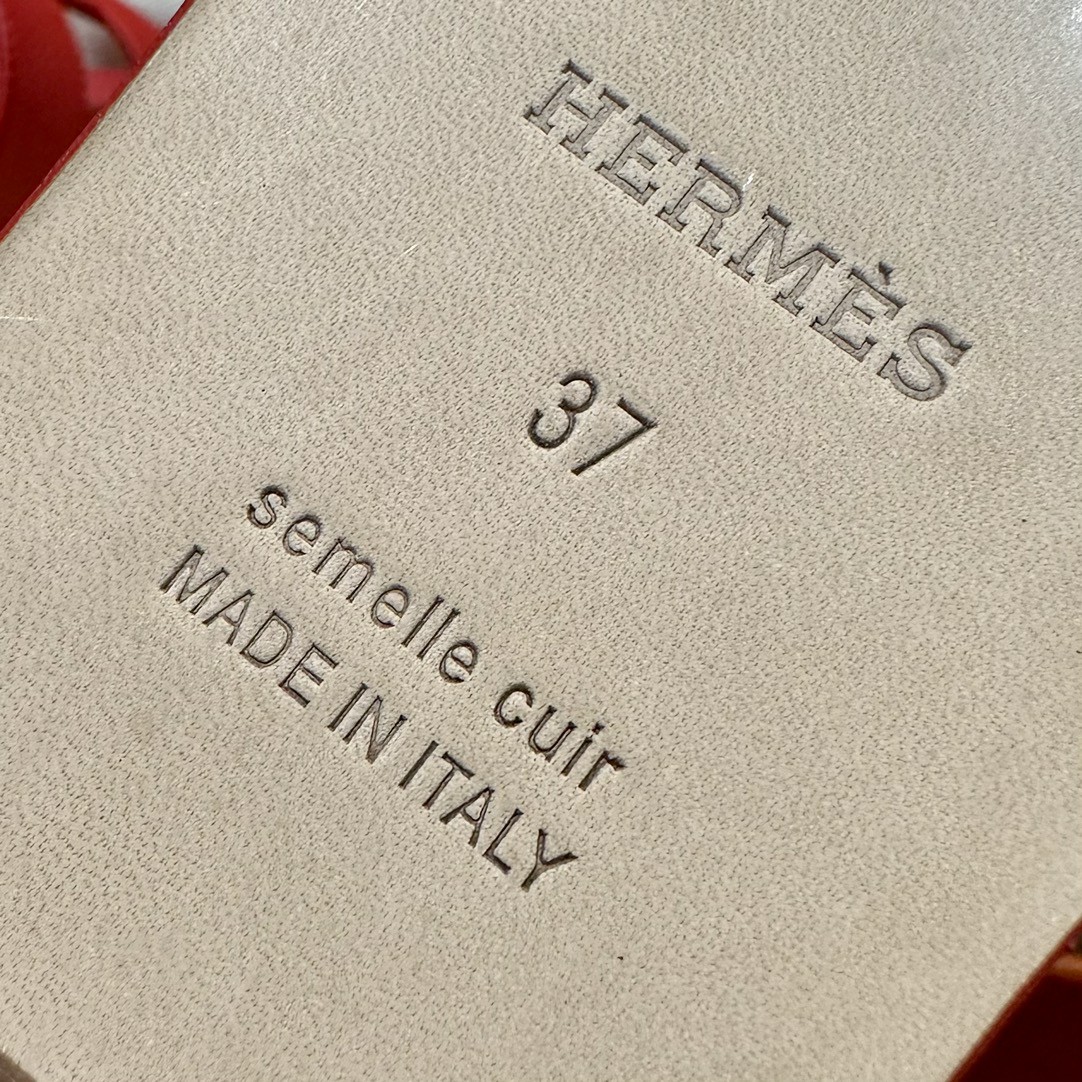 HERMÈS
37
semelle cuir
MADE IN ITALY